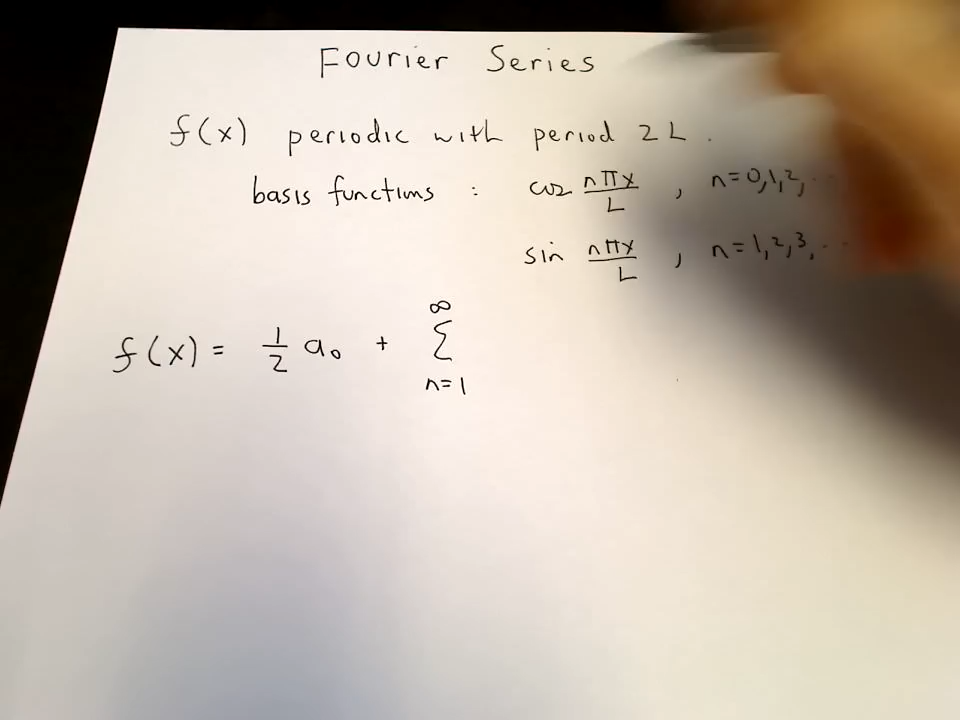 Fourier Series
f(x) periodic with period 2L.
basis functions : cos nπx/L , n=0,1,2,...
sin nπx/L , n=1,2,3,...
f(x) = 1/2 a₀ + ∞ Σ n=1